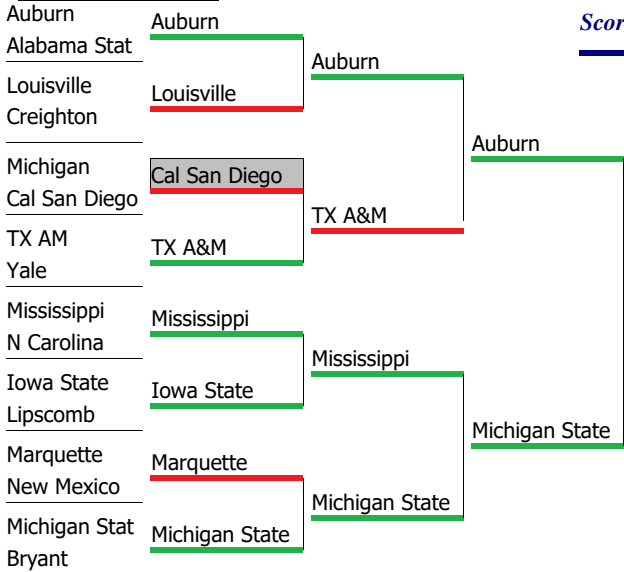 Auburn
Alabama Stat
Louisville
Creighton
Michigan
Cal San Diego
TX AM
Yale
Mississippi
N Carolina
Iowa State
Lipscomb
Marquette
New Mexico
Michigan Stat
Bryant
Auburn
Louisville
Cal San Diego
TX A&M
Mississippi
Iowa State
Marquette
Michigan State
Auburn
TX A&M
Mississippi
Michigan State
Auburn
Michigan State
Scor